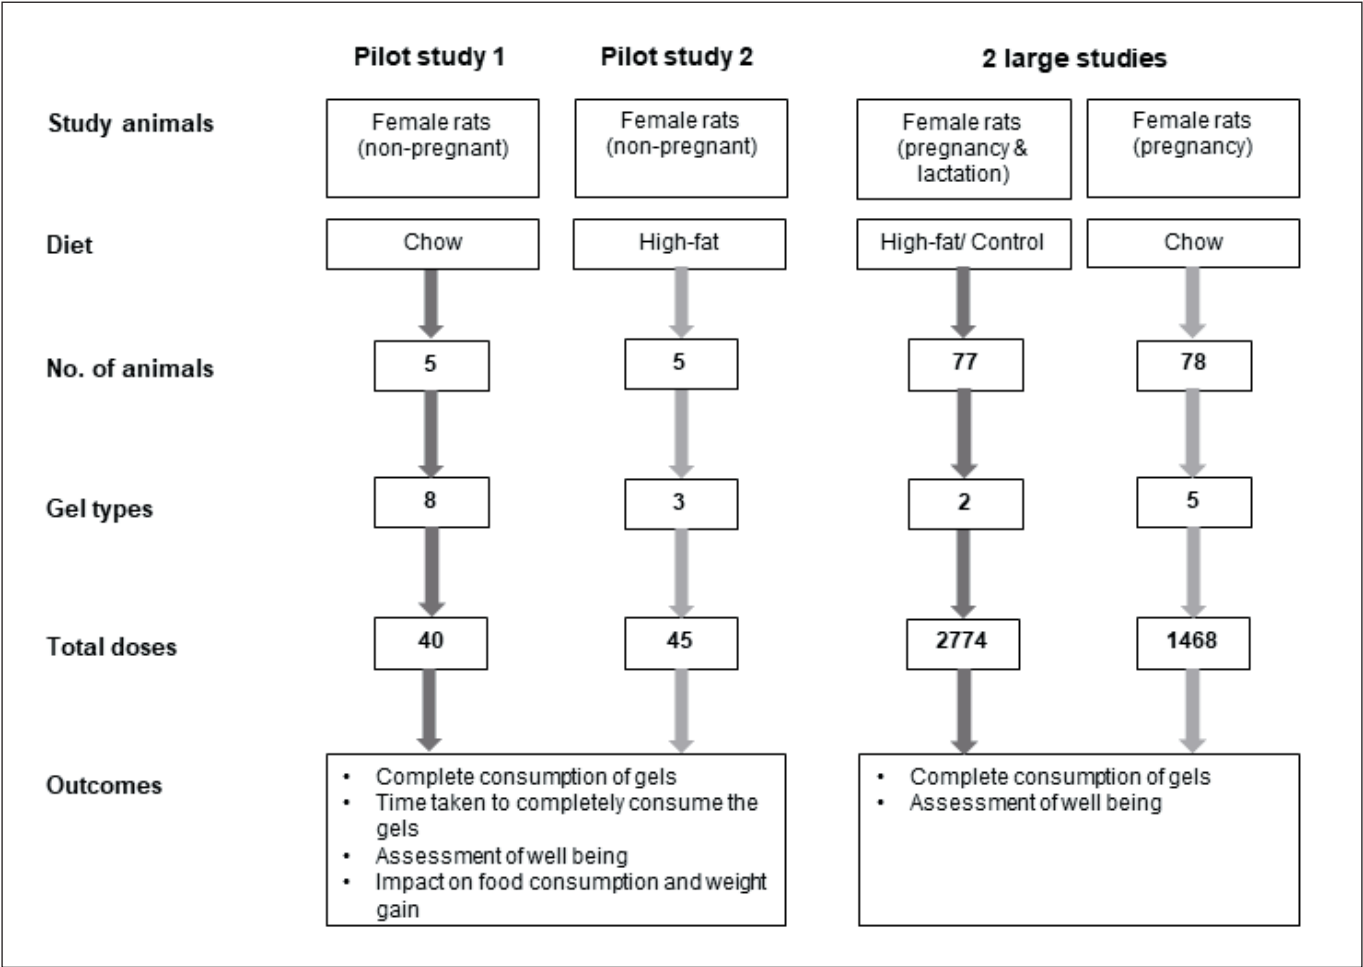 Pilot study 1 Pilot study 2 2 large studies
Study animals
Female rats
(non-pregnant)
Female rats
(non-pregnant)
Female rats
(pregnancy &
lactation)
Female rats
(pregnancy)
Diet
Chow
High-fat
High-fat/ Control
Chow
No. of animals
5
5
77
78
Gel types
8
3
2
5
Total doses
40
45
2774
1468
Outcomes
• Complete consumption of gels
• Time taken to completely consume the
gels
• Assessment of well being
• Impact on food consumption and weight
gain
• Complete consumption of gels
• Assessment of well being